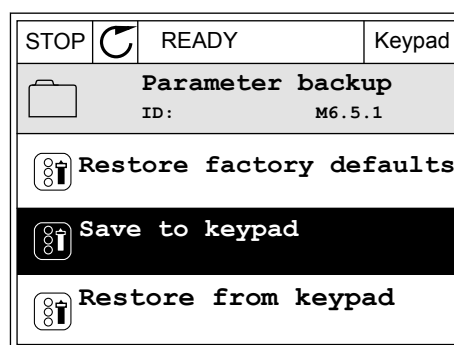 STOP READY Keypad
Parameter backup
ID: M6.5.1
Restore factory defaults
Save to keypad
Restore from keypad